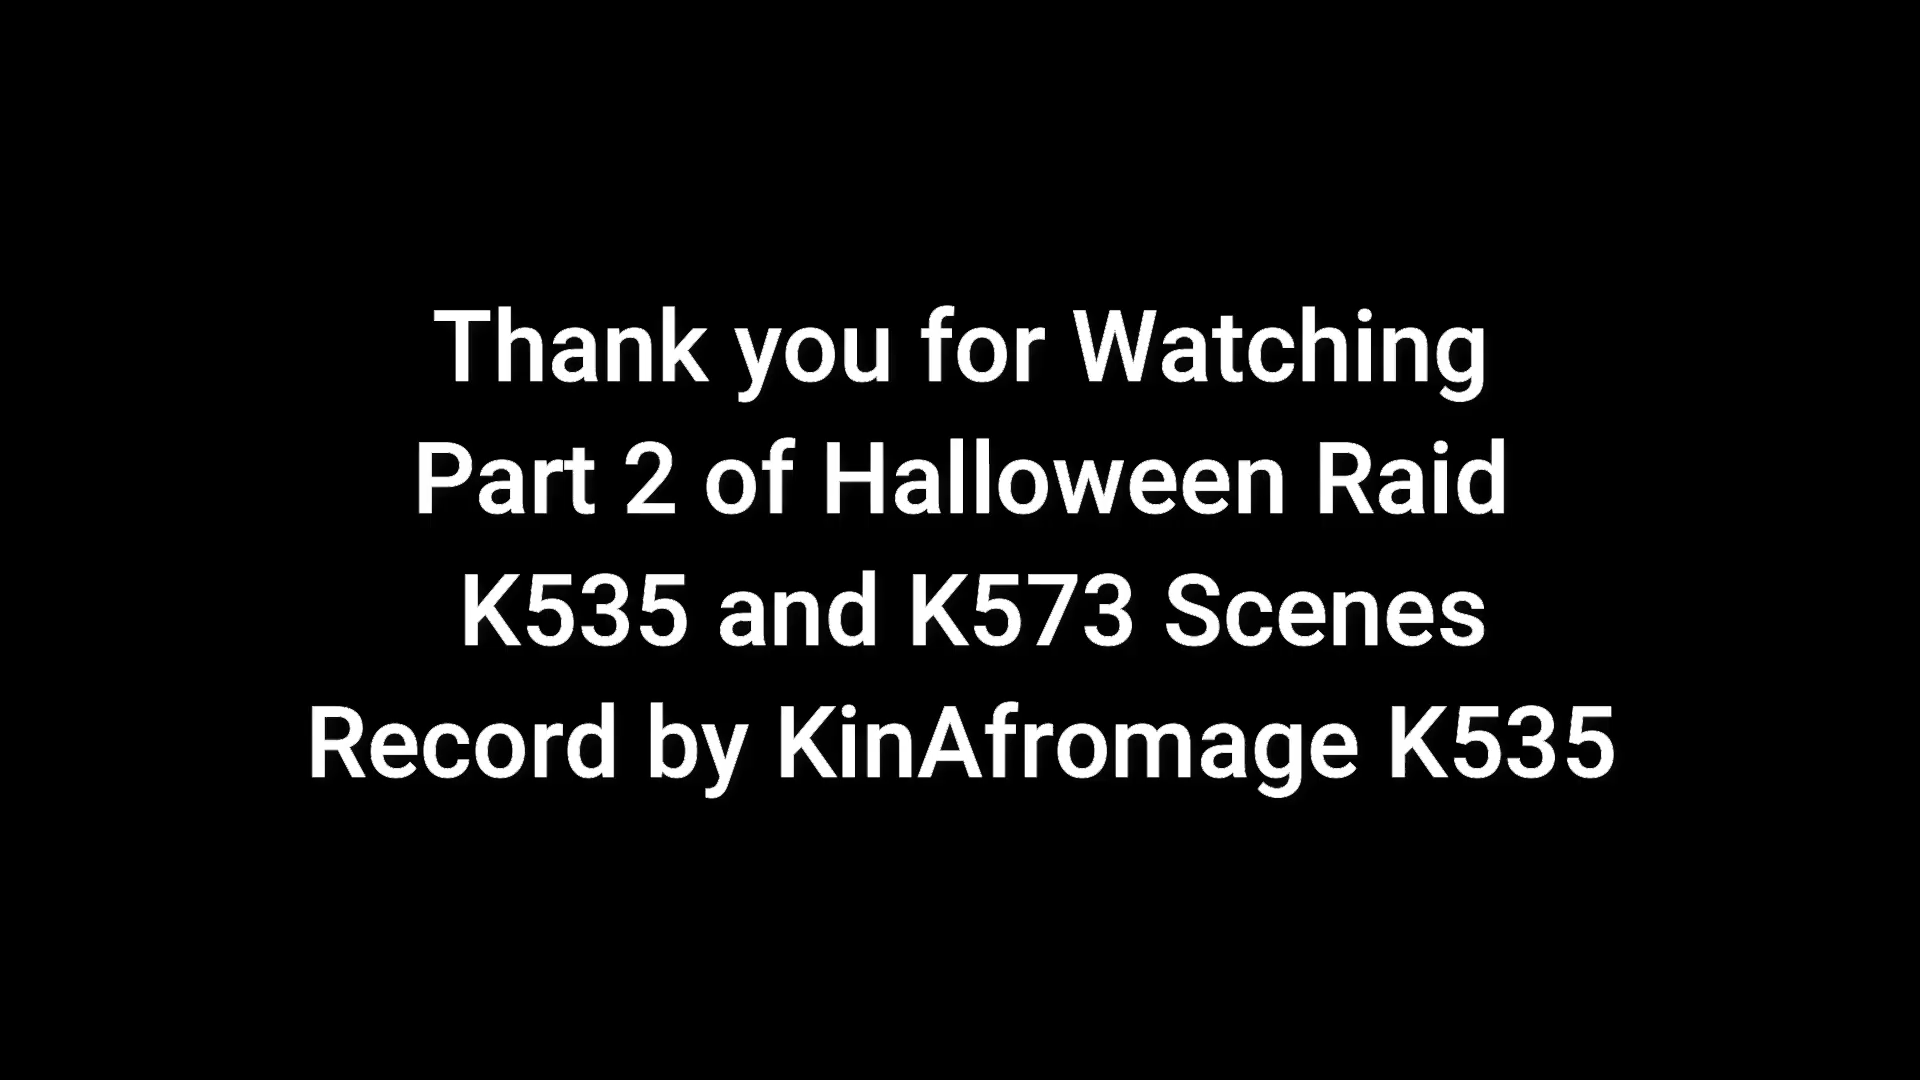 Thank you for Watching
Part 2 of Halloween Raid
K535 and K573 Scenes
Record by KinAfromage K535